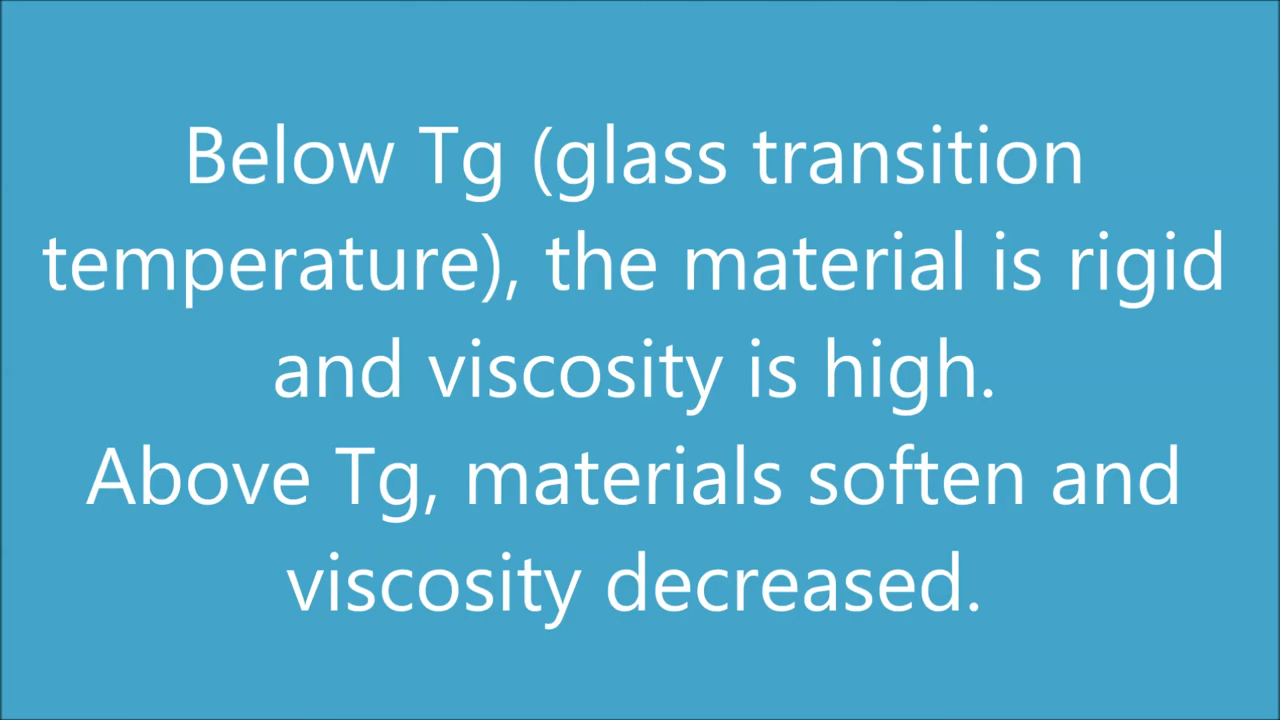 Below Tg (glass transition
temperature), the material is rigid
and viscosity is high.
Above Tg, materials soften and
viscosity decreased.